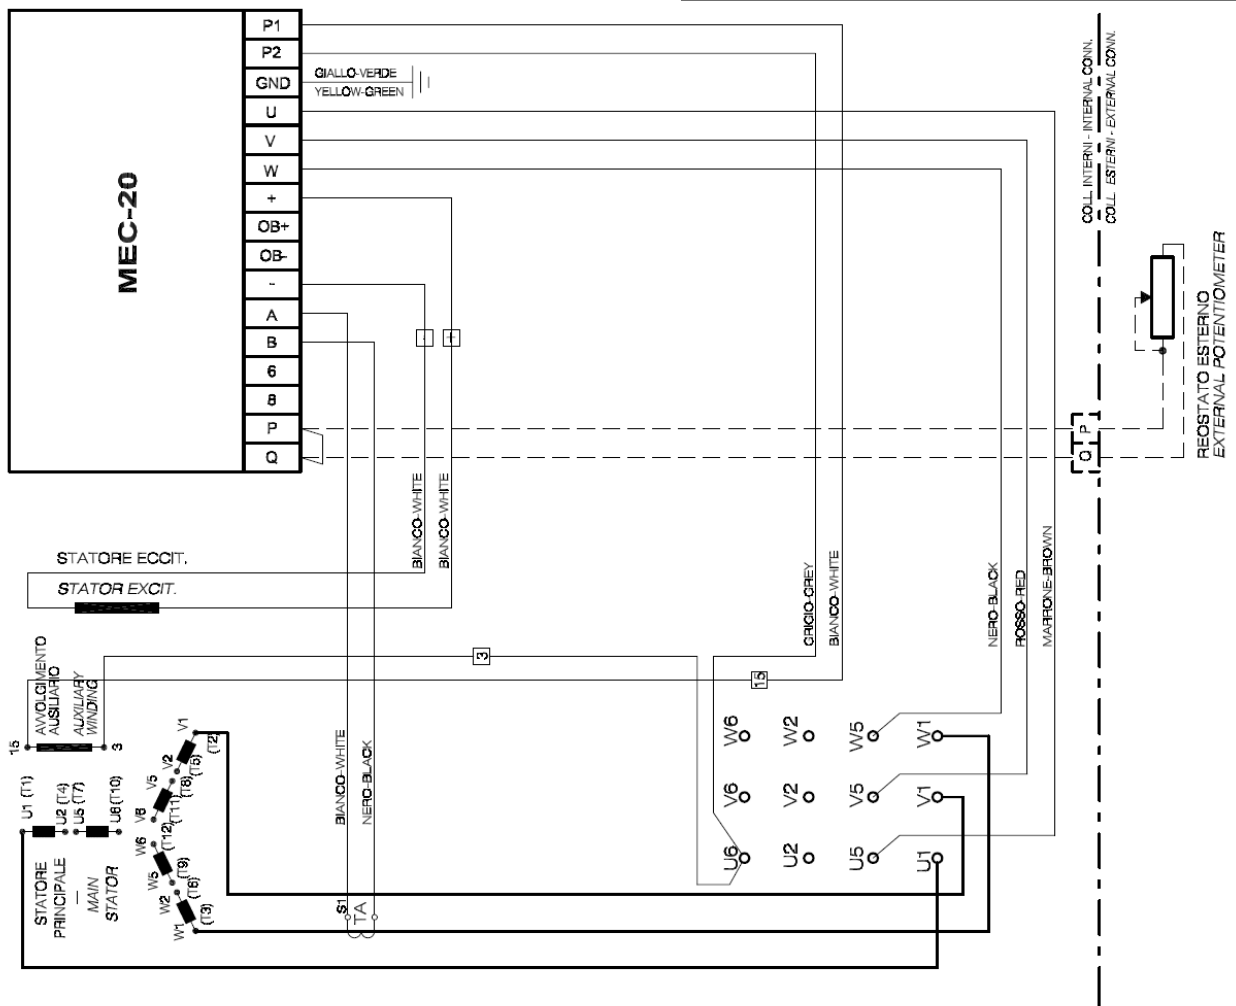 MEC-20
P1
P2
GND
U
V
W
+
OB+
OB-
-
A
B
6
8
P
Q
GIALLO-VERDE
YELLOW-GREEN
COLL. INTERNI - INTERNAL CONN.
COLL. ESTERNI - EXTERNAL CONN.
REOSTATO ESTERNO
EXTERNAL POTENTIOMETER
P
Q
-
+
BIANCO-WHITE
BIANCO-WHITE
GRIGIO-GREY
BIANCO-WHITE
NERO-BLACK
ROSSO-RED
MARRONE-BROWN
STATORE ECCIT.
STATOR EXCIT.
AVVOLGIMENTO
AUSILIARIO
AUXILIARY
WINDING
15
3
3
15
U1 (T1)
U2 (T4)
U5 (T7)
U6 (T10)
V1
(T2)
V2
(T5)
V5
(T8)
V6
(T11)
W6
(T12)
W5
(T9)
W2
(T6)
W1
(T3)
STATORE
PRINCIPALE
—
MAIN
STATOR
BIANCO-WHITE
NERO-BLACK
S1
TA
V6
W2
W5
W1
V6
V2
V5
V1
U6
U2
U5
U1